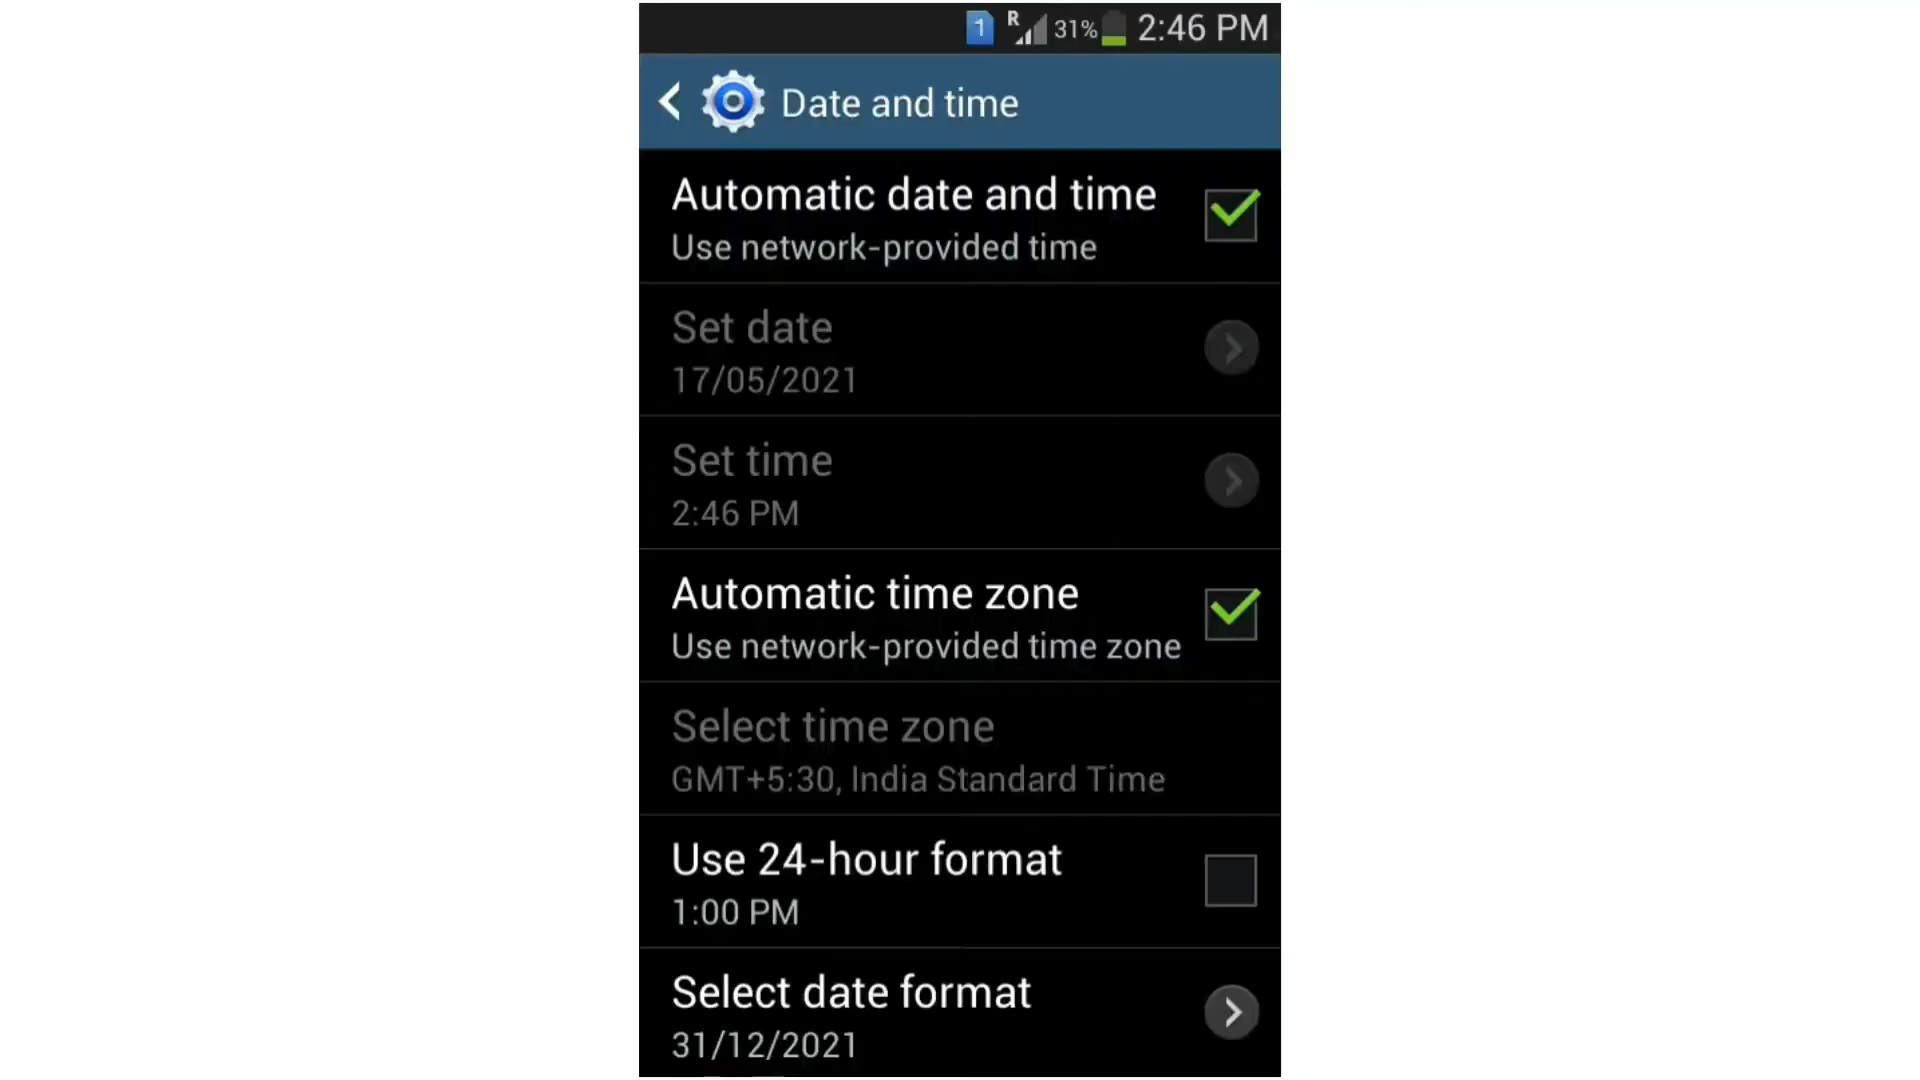 1 R 31% 2:46 PM
Date and time
Automatic date and time
Use network-provided time
Set date
17/05/2021
Set time
2:46 PM
Automatic time zone
Use network-provided time zone
Select time zone
GMT+5:30, India Standard Time
Use 24-hour format
1:00 PM
Select date format
31/12/2021